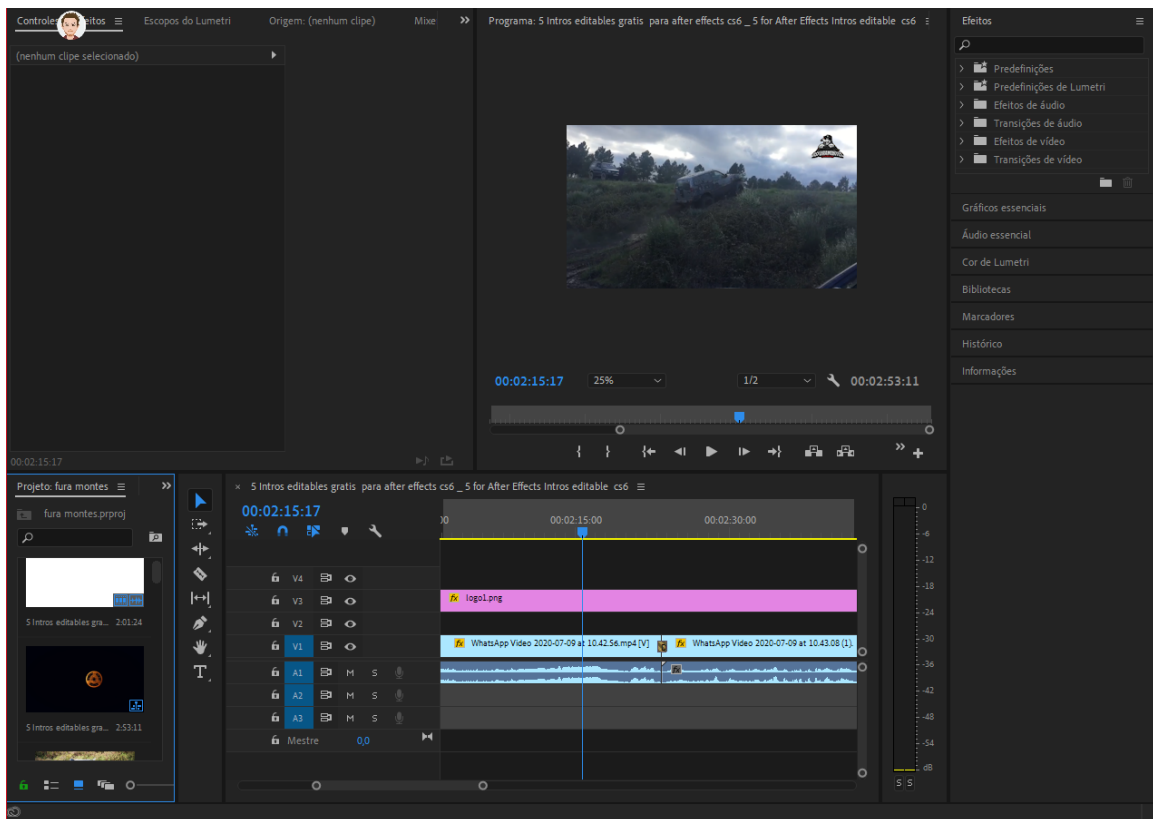 Controles Efeitos
Escopos do Lumetri
Origem: (nenhum clipe)
Mixe
(nenhum clipe selecionado)
00:02:15:17
Programa: 5 Intros editables gratis para after effects cs6 _ 5 for After Effects Intros editable cs6
00:02:15:17
25%
1/2
00:02:53:11
Efeitos
Predefinições
Predefinições de Lumetri
Efeitos de áudio
Transições de áudio
Efeitos de vídeo
Transições de vídeo
Gráficos essenciais
Áudio essencial
Cor de Lumetri
Bibliotecas
Marcadores
Histórico
Informações
Projeto: fura montes
fura montes.prproj
5 Intros editables gra... 2:01:24
5 Intros editables gra... 2:53:11
× 5 Intros editables gratis para after effects cs6 _ 5 for After Effects Intros editable cs6
00:02:15:17
00
00:02:15:00
00:02:30:00
V4
V3
fx logo1.png
V2
V1
fx WhatsApp Video 2020-07-09 at 10.42.56.mp4 [V]
fx WhatsApp Video 2020-07-09 at 10.43.08 (1).
A1 M S
fx
A2 M S
A3 M S
Mestre 0,0
0
-6
-12
-18
-24
-30
-36
-42
-48
-54
dB
S S